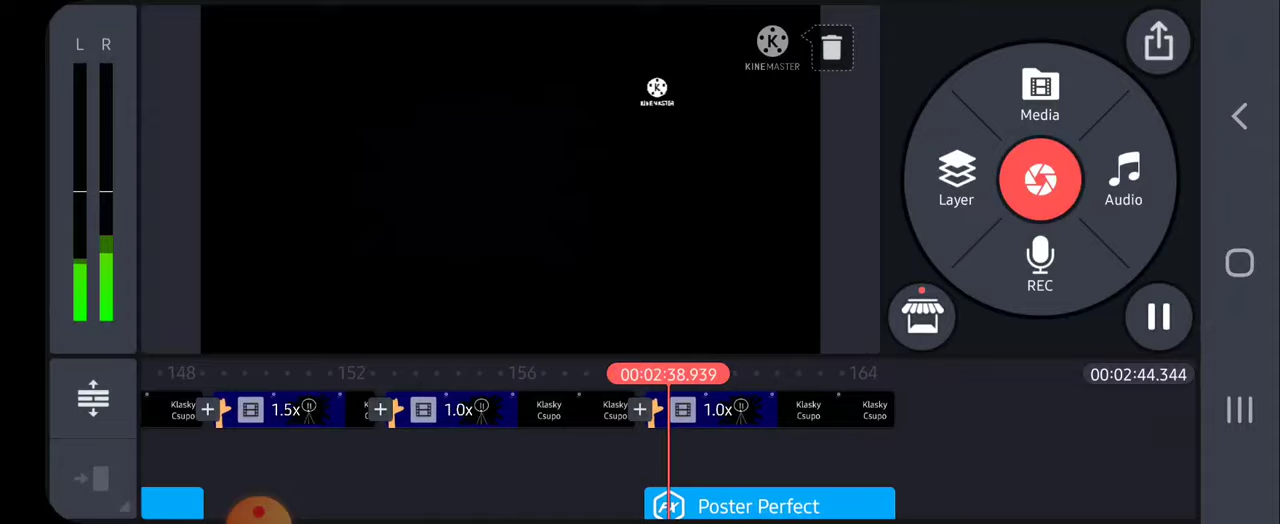 L R
KINEMASTER
KINEMASTER
Media
Layer
Audio
REC
148
152
156
00:02:38.939
164
00:02:44.344
Klasky
Csupo
1.5x
1.0x
Klasky
Csupo
Klasky
Csupo
1.0x
Klasky
Csupo
Klasky
Csupo
FX
Poster Perfect